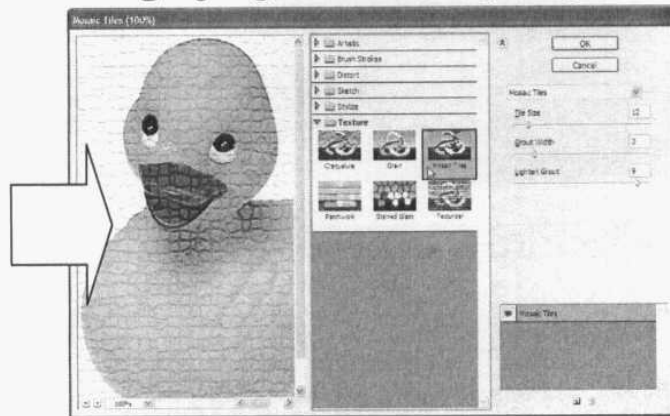 Mosaic Tiles (100%)
Artistic
Brush Strokes
Distort
Sketch
Stylize
Texture
Craquelure
Grain
Mosaic Tiles
Patchwork
Stained Glass
Texturizer
100%
OK
Cancel
Mosaic Tiles
Tile Size
12
Grout Width
3
Lighten Grout
9
Mosaic Tiles